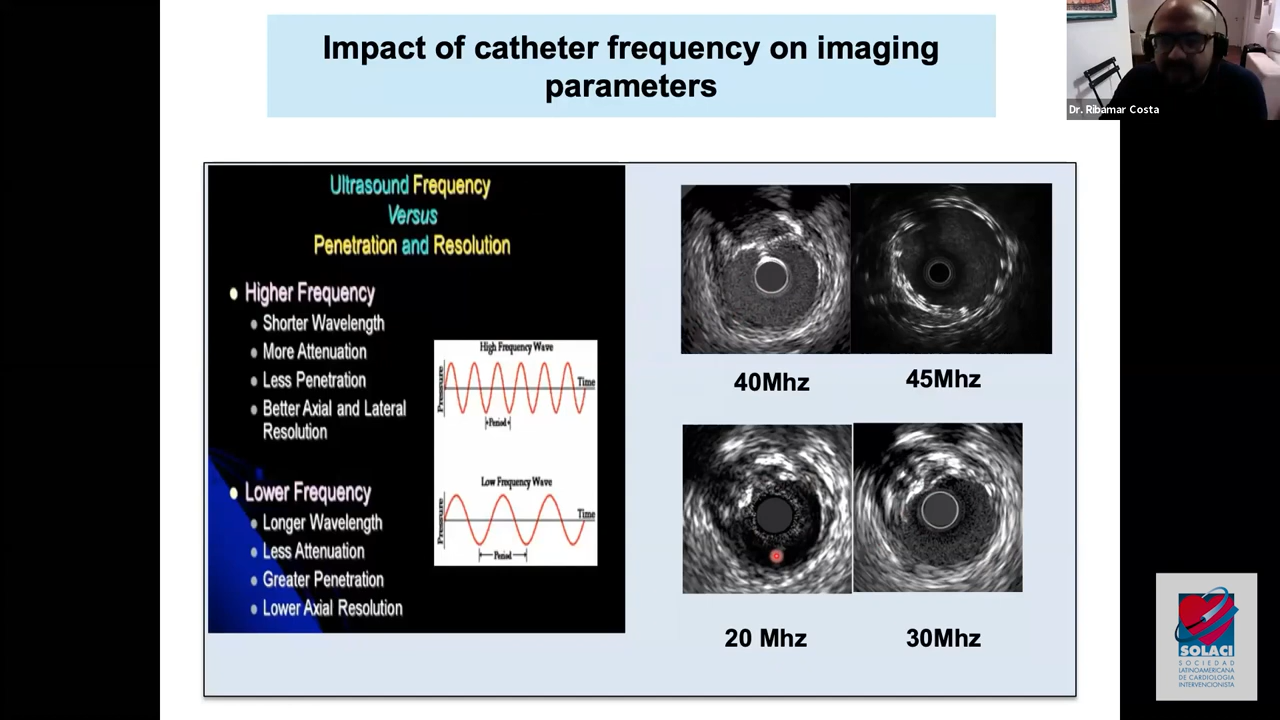 Impact of catheter frequency on imaging
parameters
Dr. Ribamar Costa
Ultrasound Frequency
Versus
Penetration and Resolution
Higher Frequency
Shorter Wavelength
More Attenuation
Less Penetration
Better Axial and Lateral
Resolution
High Frequency Wave
Pressure
Time
Period
Lower Frequency
Longer Wavelength
Less Attenuation
Greater Penetration
Lower Axial Resolution
Low Frequency Wave
Pressure
Time
Period
40Mhz
45Mhz
20 Mhz
30Mhz
SOLACI
SOCIEDAD
LATINOAMERICANA
DE CARDIOLOGIA
INTERVENCIONISTA